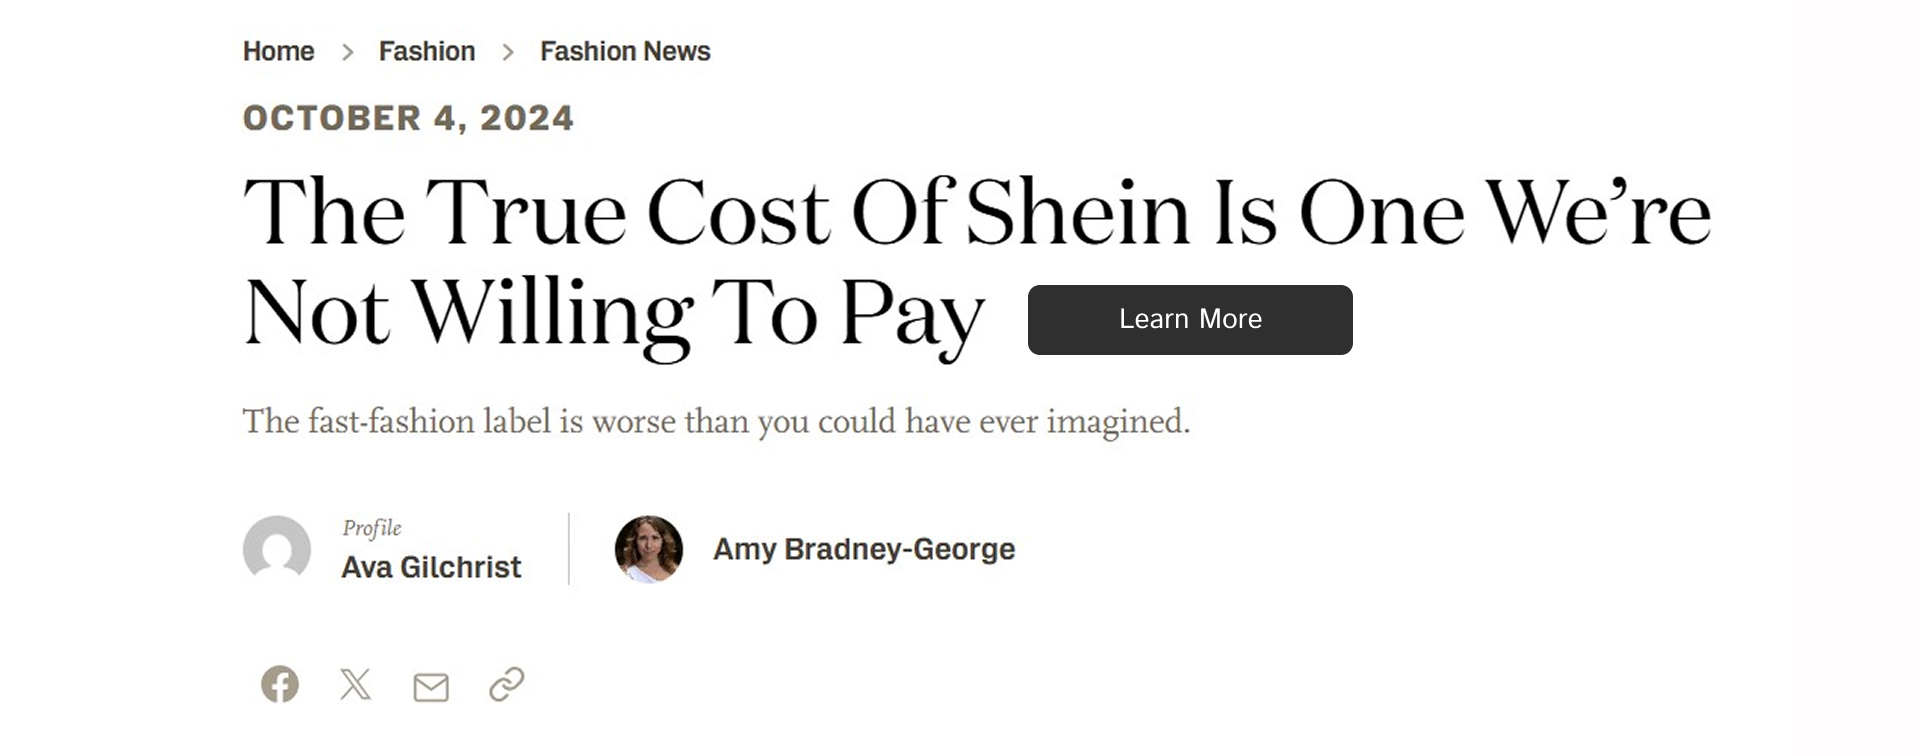 Home > Fashion > Fashion News
OCTOBER 4, 2024
The True Cost Of Shein Is One We’re
Not Willing To Pay
Learn More
The fast-fashion label is worse than you could have ever imagined.
Profile
Ava Gilchrist
Amy Bradney-George